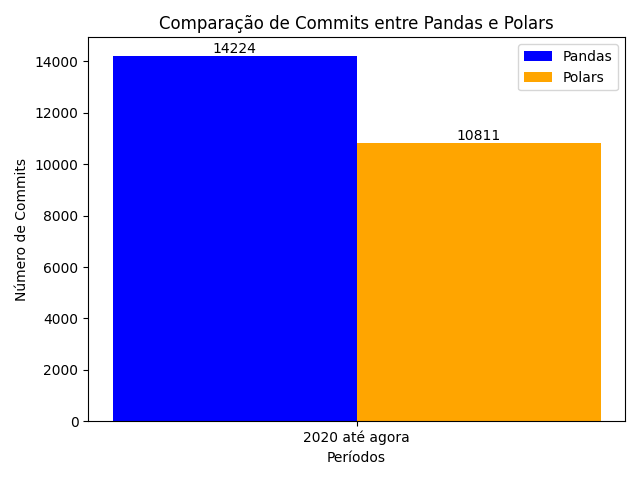 Comparação de Commits entre Pandas e Polars
14224
10811
Pandas
Polars
Número de Commits
14000
12000
10000
8000
6000
4000
2000
0
2020 até agora
Períodos